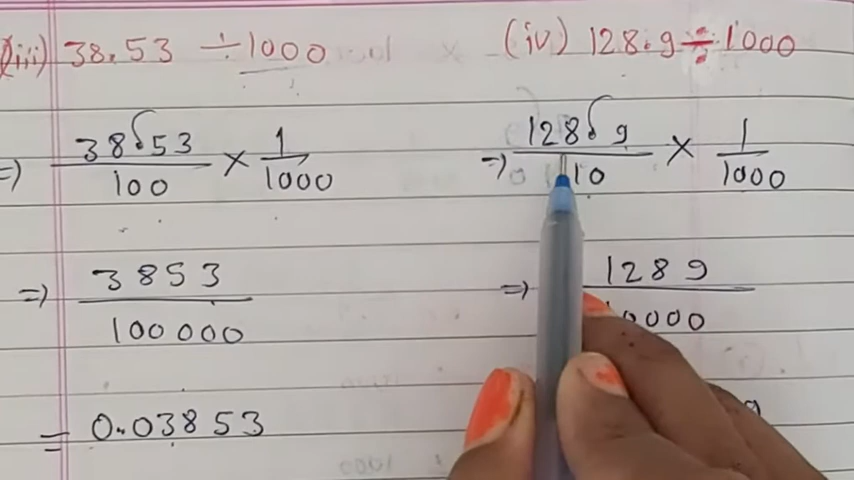 (iii) 38.53 ÷ 1000
=) 38.53/100 × 1/1000
=) 3853/100000
= 0.03853
(iv) 128.9 ÷ 1000
=) 128.9/10 × 1/1000
=) 1289/10000